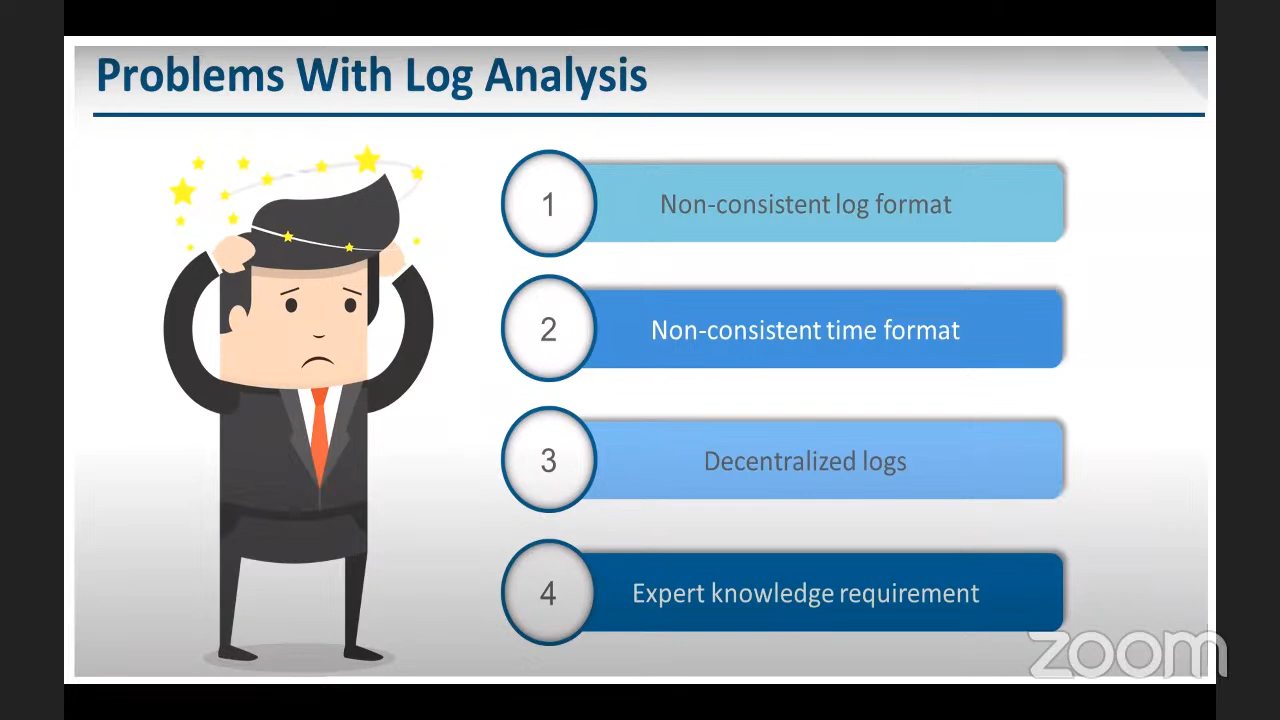 Problems With Log Analysis
1
Non-consistent log format
2
Non-consistent time format
3
Decentralized logs
4
Expert knowledge requirement
zoom